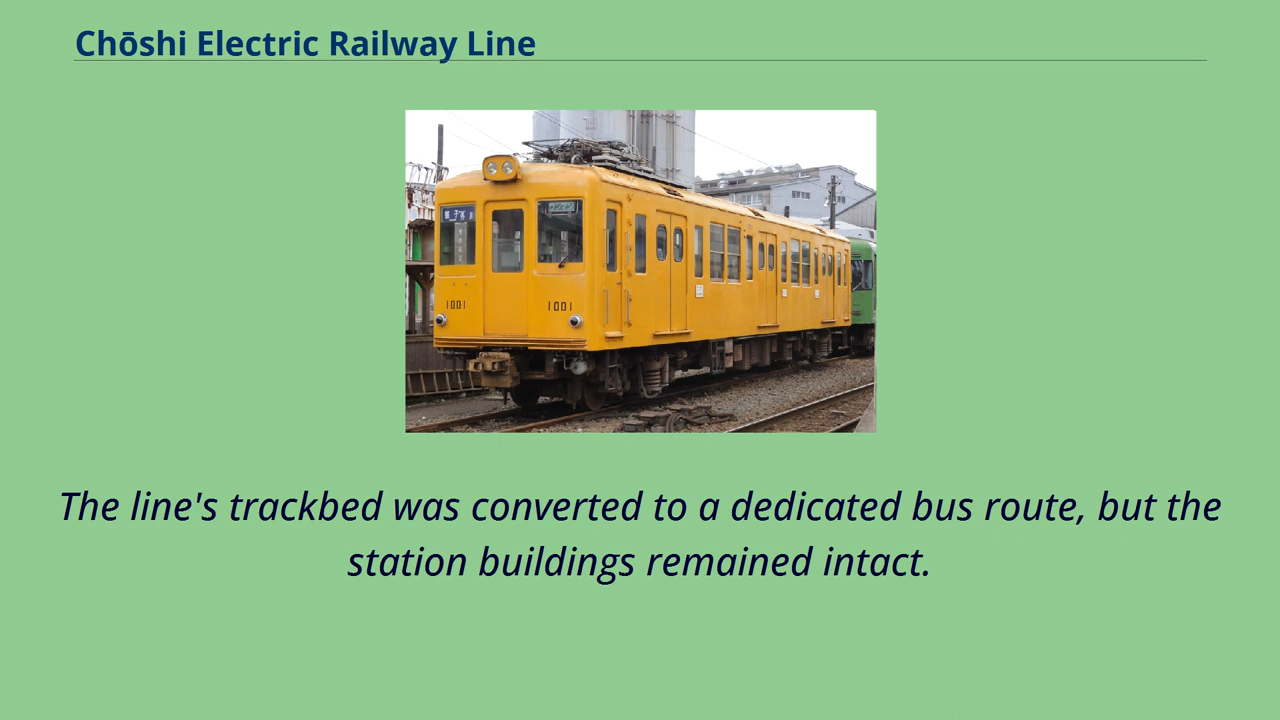 Chōshi Electric Railway Line
1001
1001
The line's trackbed was converted to a dedicated bus route, but the
station buildings remained intact.